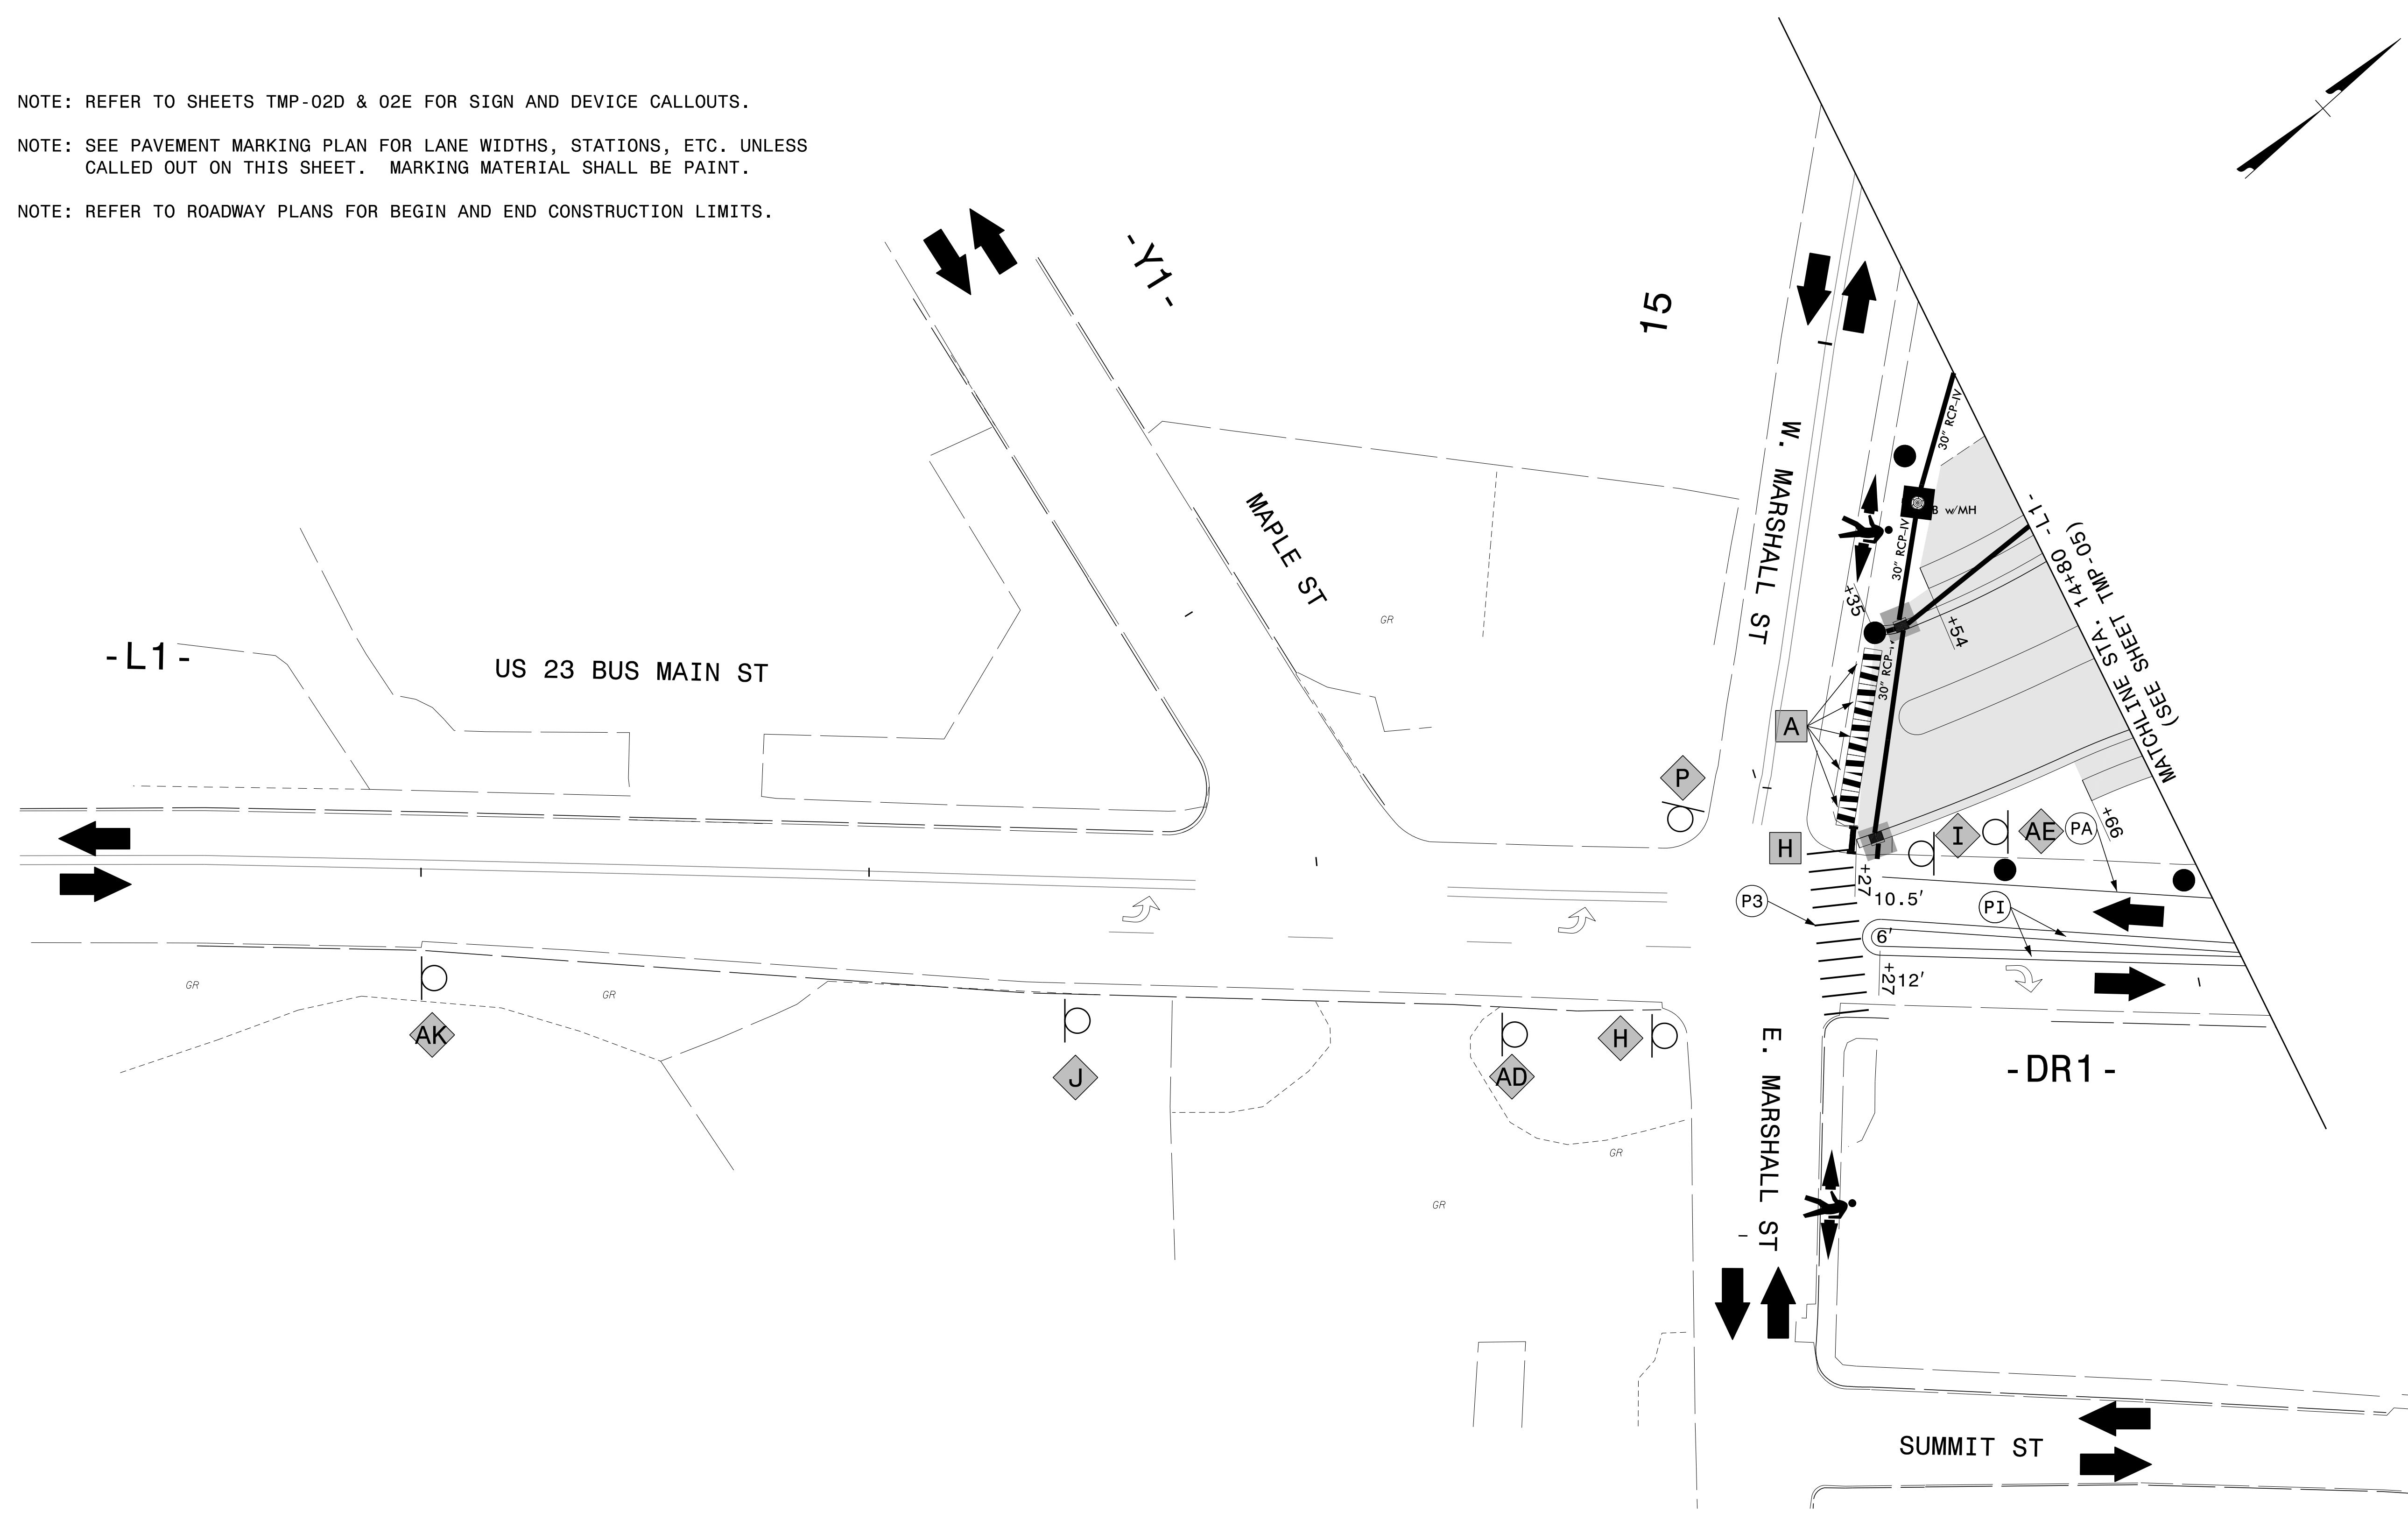 NOTE: REFER TO SHEETS TMP-02D & 02E FOR SIGN AND DEVICE CALLOUTS.
NOTE: SEE PAVEMENT MARKING PLAN FOR LANE WIDTHS, STATIONS, ETC. UNLESS
CALLED OUT ON THIS SHEET. MARKING MATERIAL SHALL BE PAINT.
NOTE: REFER TO ROADWAY PLANS FOR BEGIN AND END CONSTRUCTION LIMITS.
-Y1-
15
-L1-
US 23 BUS MAIN ST
MAPLE ST
GR
W. MARSHALL ST
30" RCP-IV
B w/MH
30" RCP-IV
+35
+54
30" RCP-
MATCHLINE STA. 14+80 -L1-
(SEE SHEET TMP-05)
A
P
H
I
AE
PA
+99
+27
10.5'
P3
PI
6'
+27
12'
GR
GR
AK
J
AD
H
GR
GR
E. MARSHALL ST
-DR1-
SUMMIT ST